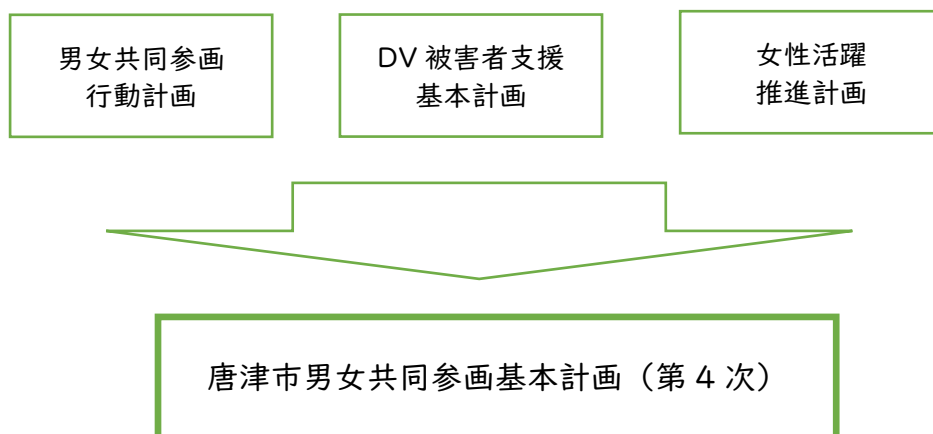 男女共同参画
行動計画
DV 被害者支援
基本計画
女性活躍
推進計画
唐津市男女共同参画基本計画（第 4 次）